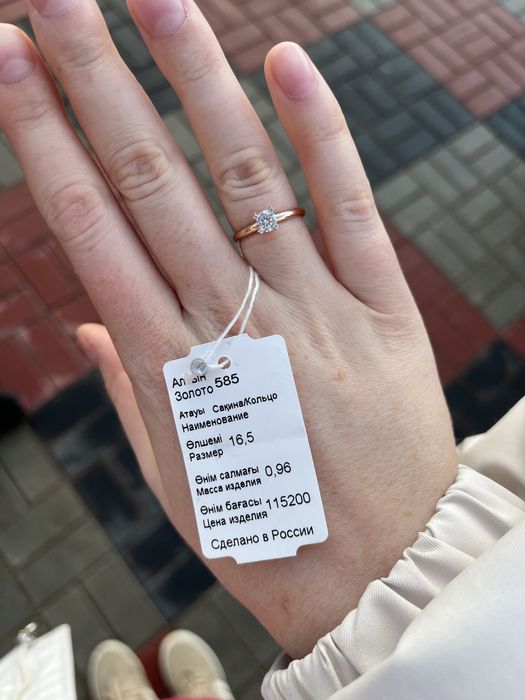 Алтын
Золото 585
Атауы Сақина/Кольцо
Наименование
Өлшемі
Размер 16,5
Өнім салмағы 0,96
Масса изделия
Өнім бағасы 115200
Цена изделия
Сделано в России